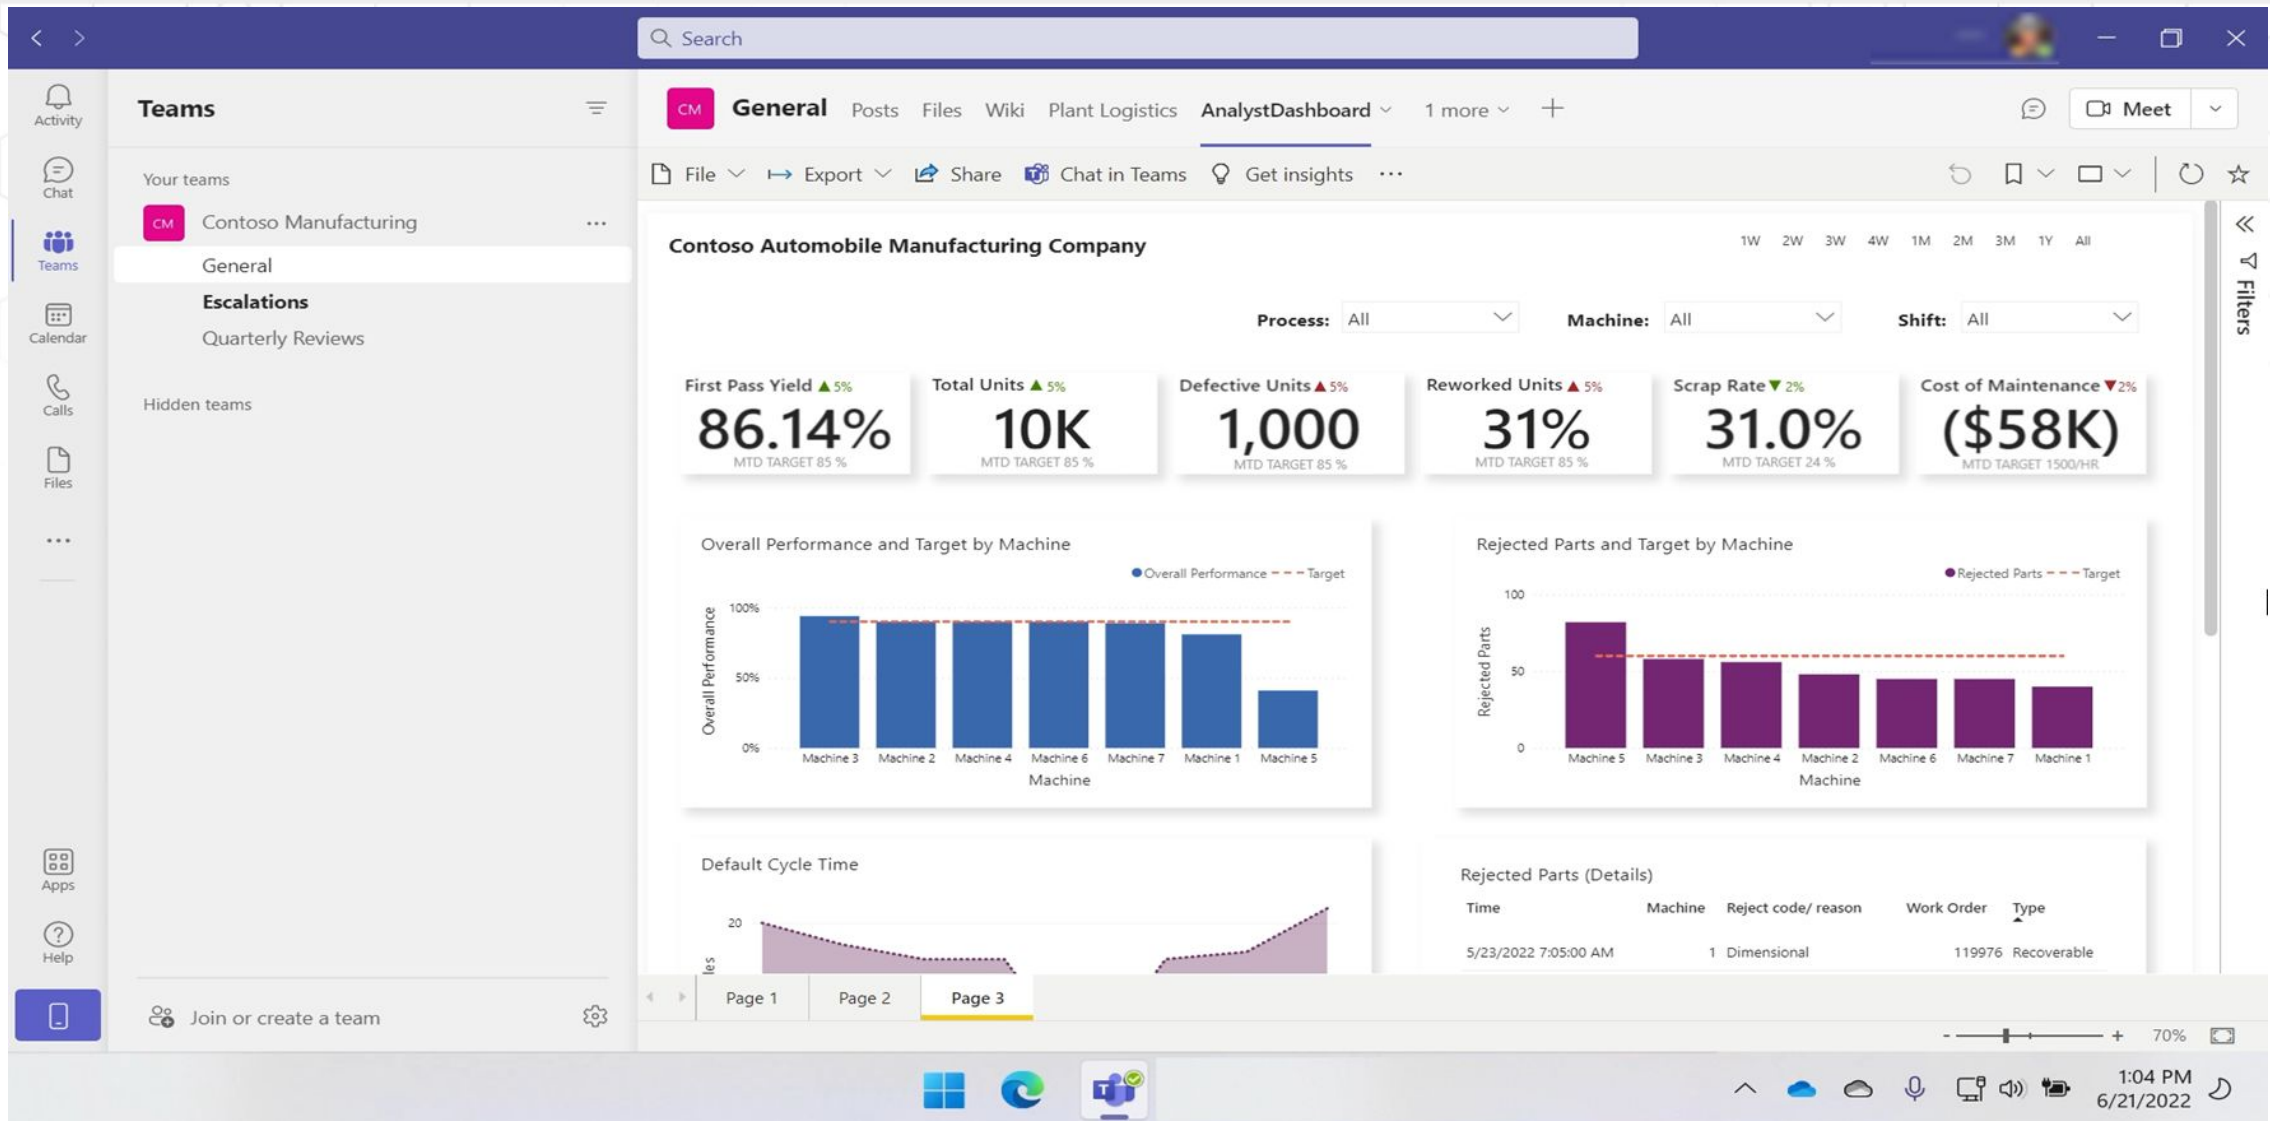 Search
Activity
Chat
Teams
Calendar
Calls
Files
Apps
Help
Teams
Your teams
CM Contoso Manufacturing
General
Escalations
Quarterly Reviews
Hidden teams
Join or create a team
CM General Posts Files Wiki Plant Logistics AnalystDashboard 1 more
Meet
File Export Share Chat in Teams Get insights
Contoso Automobile Manufacturing Company
1W 2W 3W 4W 1M 2M 3M 1Y All
Filters
Process: All Machine: All Shift: All
First Pass Yield ▲ 5%
86.14%
MTD TARGET 85 %
Total Units ▲ 5%
10K
MTD TARGET 85 %
Defective Units ▲ 5%
1,000
MTD TARGET 85 %
Reworked Units ▲ 5%
31%
MTD TARGET 85 %
Scrap Rate ▼ 2%
31.0%
MTD TARGET 24 %
Cost of Maintenance ▼2%
($58K)
MTD TARGET 1500/HR
Overall Performance and Target by Machine
Overall Performance Target
Overall Performance
100%
50%
0%
Machine 3 Machine 2 Machine 4 Machine 6 Machine 7 Machine 1 Machine 5
Machine
Rejected Parts and Target by Machine
Rejected Parts Target
Rejected Parts
100
50
0
Machine 5 Machine 3 Machine 4 Machine 2 Machine 6 Machine 7 Machine 1
Machine
Default Cycle Time
20
Rejected Parts (Details)
Time Machine Reject code/ reason Work Order Type
5/23/2022 7:05:00 AM 1 Dimensional 119976 Recoverable
Page 1 Page 2 Page 3
- + 70%
1:04 PM
6/21/2022